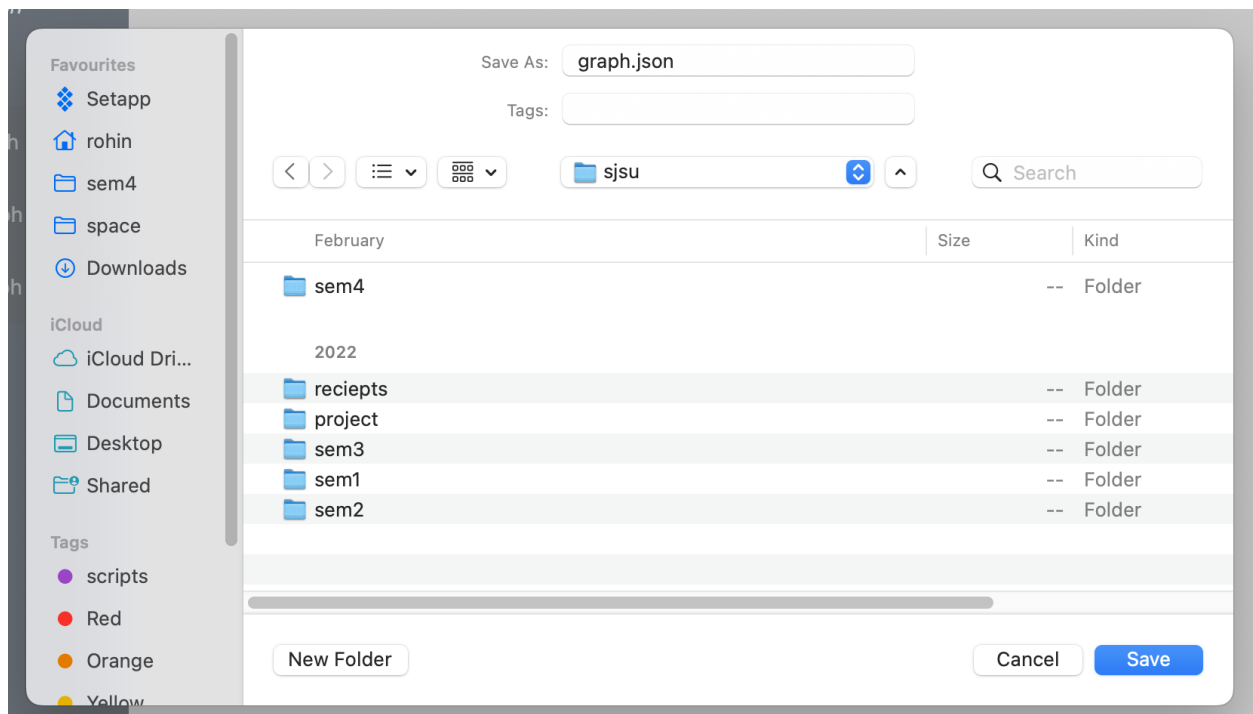 Favourites
Setapp
rohin
sem4
space
Downloads
iCloud
iCloud Dri...
Documents
Desktop
Shared
Tags
scripts
Red
Orange
Yellow
Save As: graph.json
Tags:
sjsu
Search
February Size Kind
sem4 -- Folder
2022
reciepts -- Folder
project -- Folder
sem3 -- Folder
sem1 -- Folder
sem2 -- Folder
New Folder Cancel Save